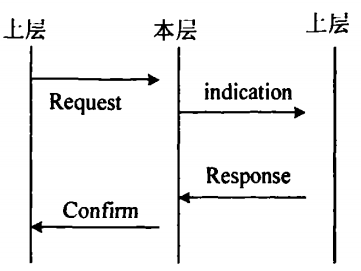 上层
本层
上层
Request
indication
Response
Confirm